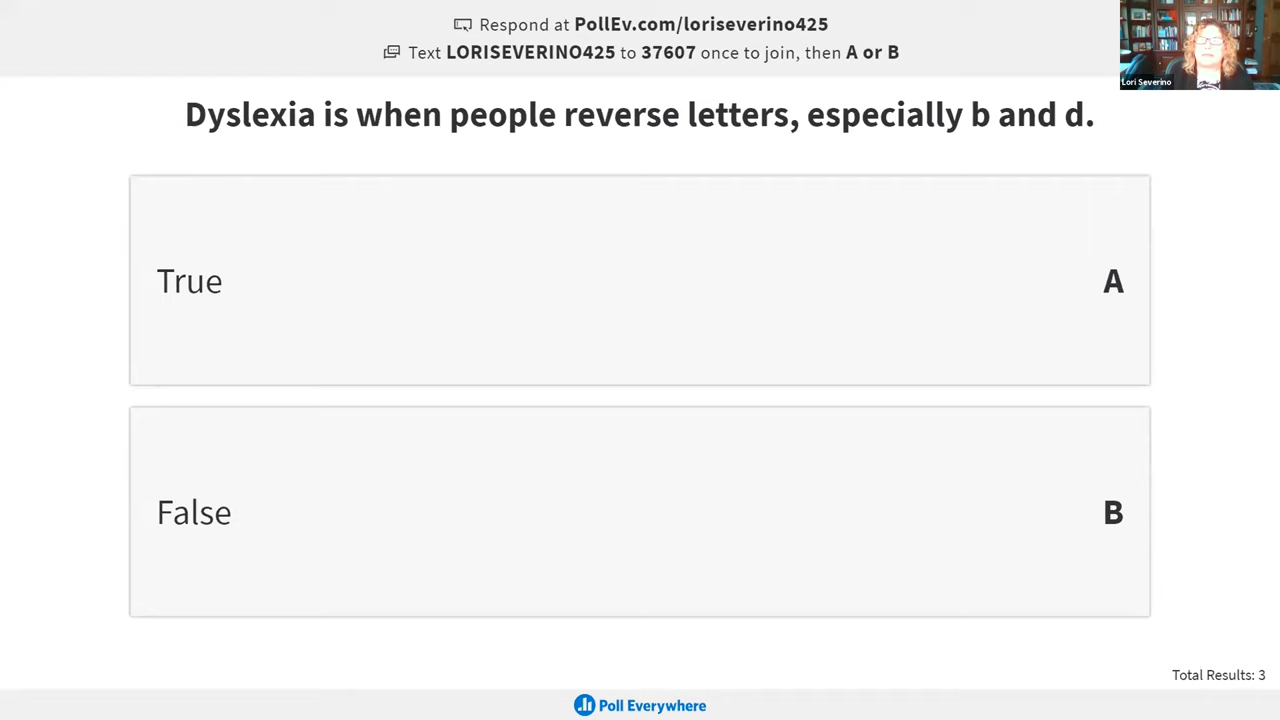 Respond at PollEv.com/loriseverino425
Text LORISEVERINO425 to 37607 once to join, then A or B
Lori Severino
Dyslexia is when people reverse letters, especially b and d.
True A
False B
Total Results: 3
Poll Everywhere